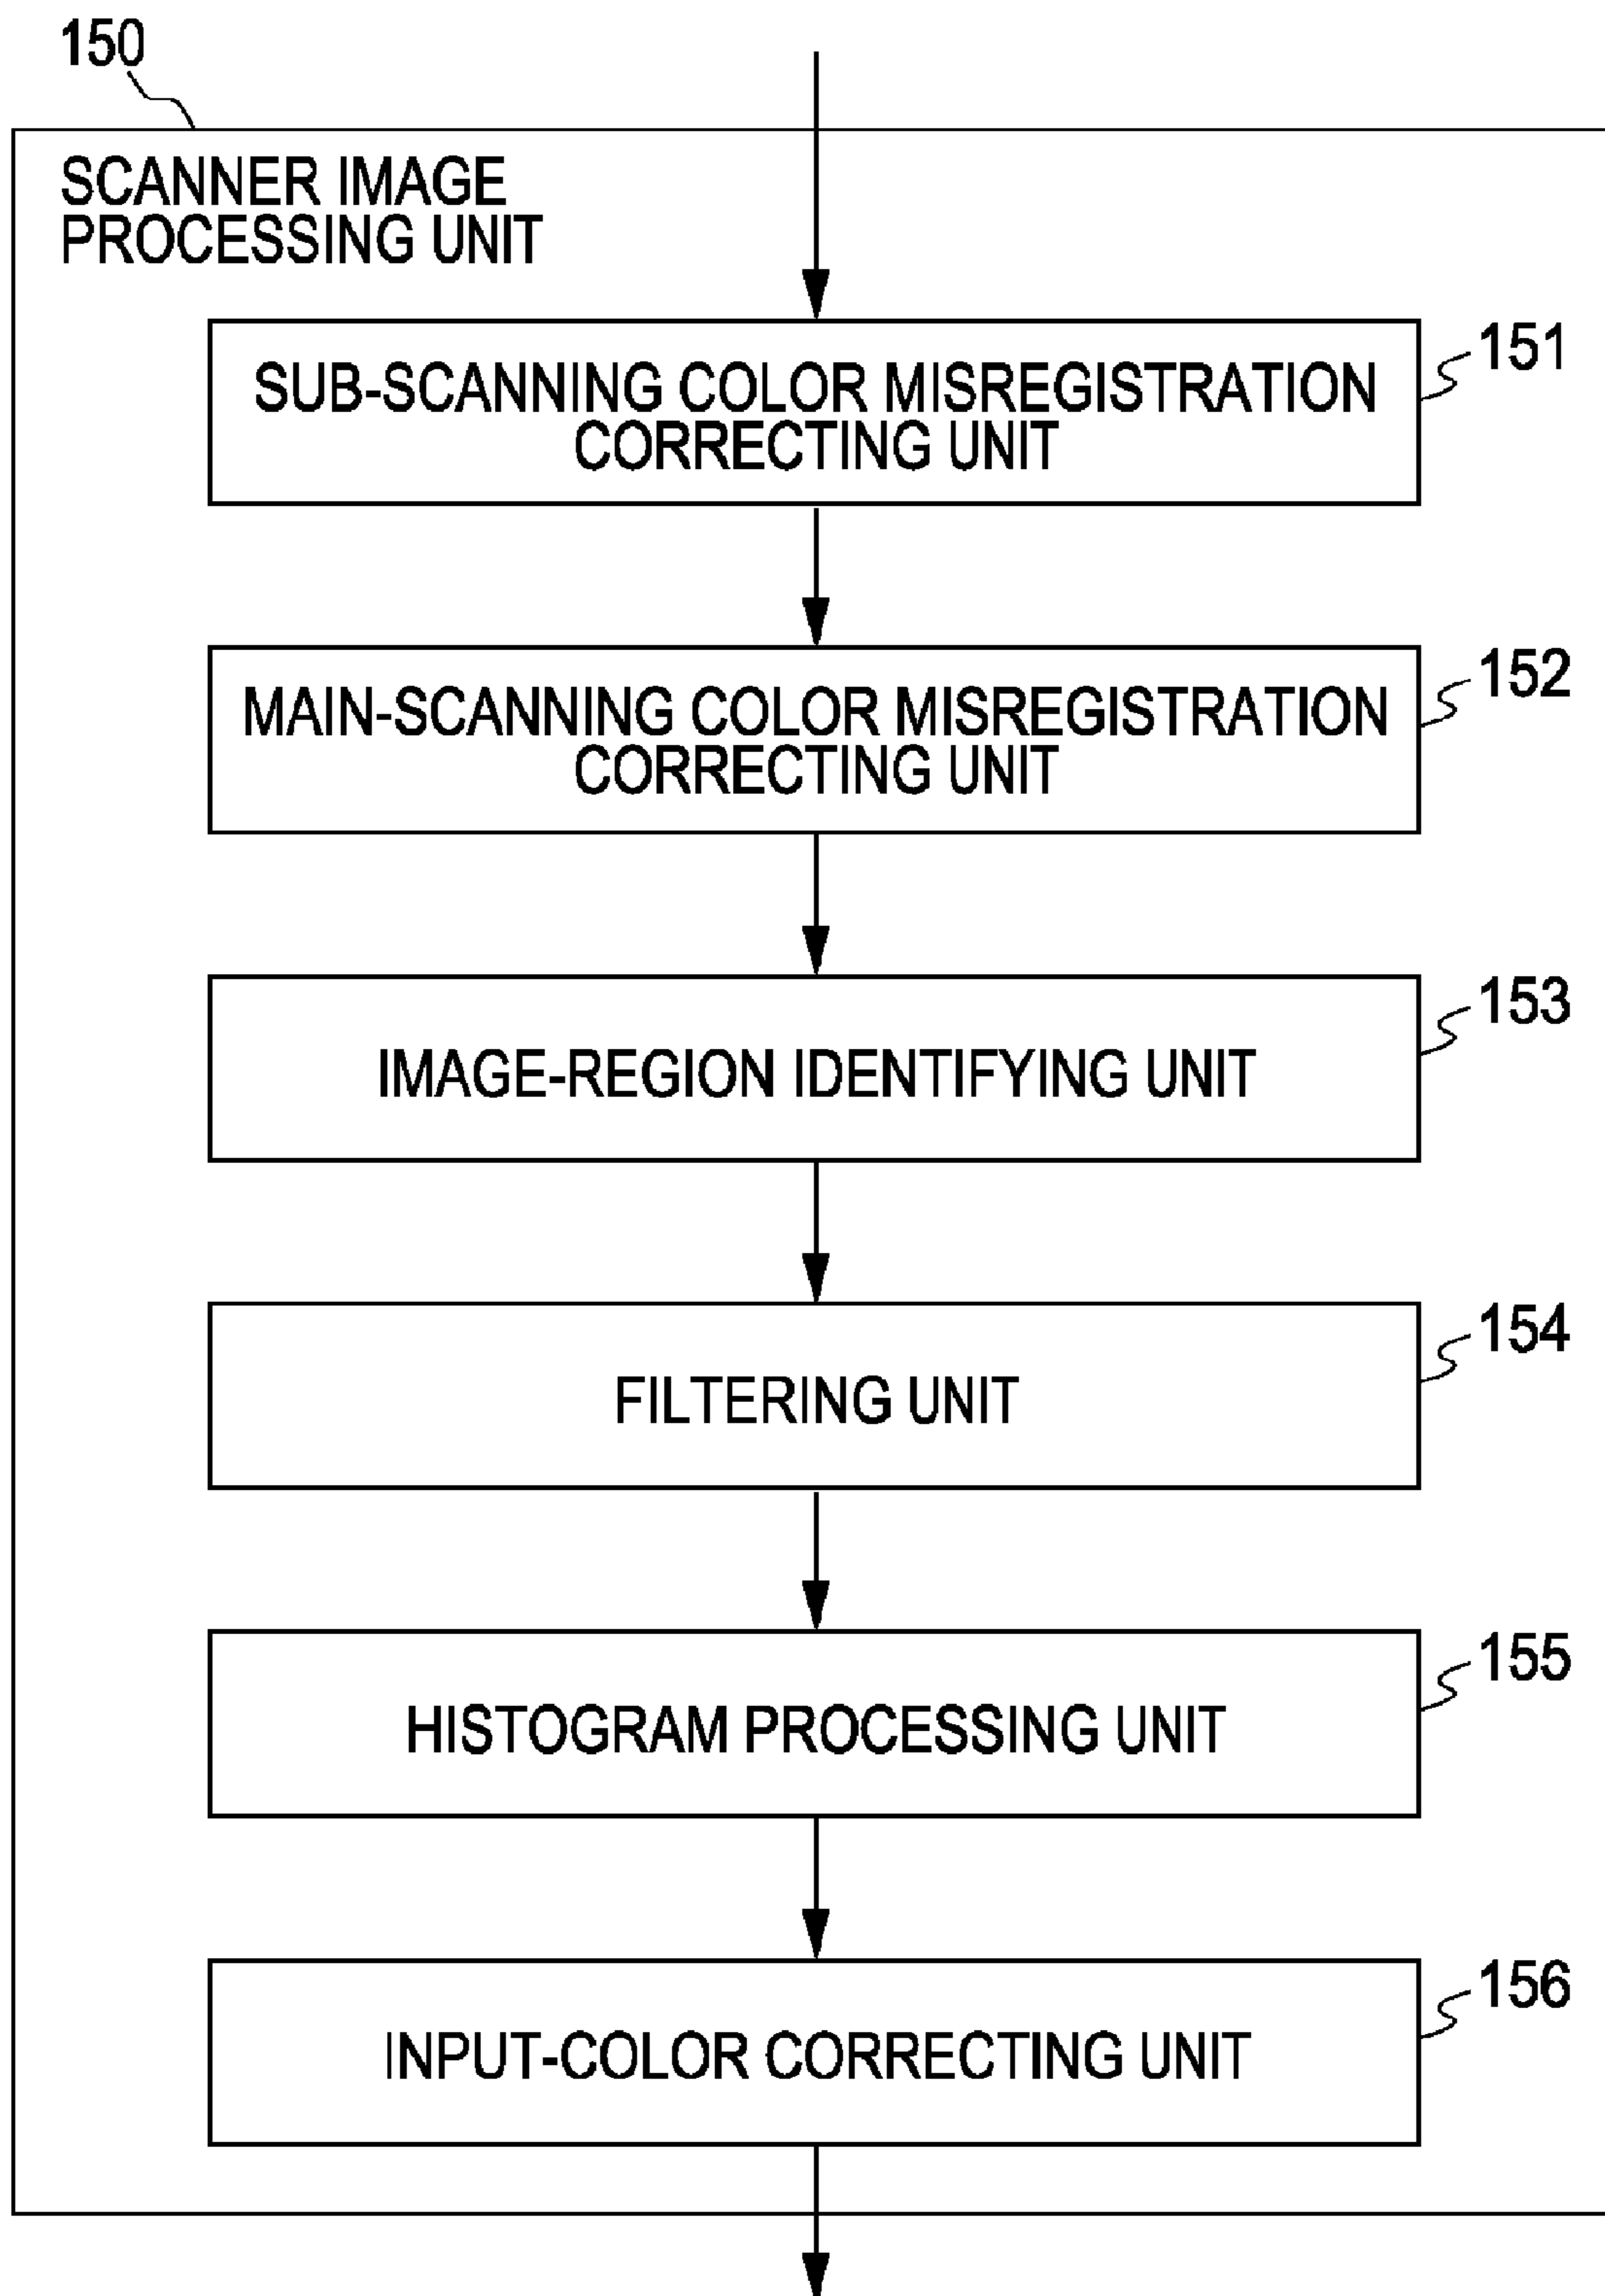 150
SCANNER IMAGE
PROCESSING UNIT
SUB-SCANNING COLOR MISREGISTRATION
CORRECTING UNIT
151
MAIN-SCANNING COLOR MISREGISTRATION
CORRECTING UNIT
152
IMAGE-REGION IDENTIFYING UNIT
153
FILTERING UNIT
154
HISTOGRAM PROCESSING UNIT
155
INPUT-COLOR CORRECTING UNIT
156